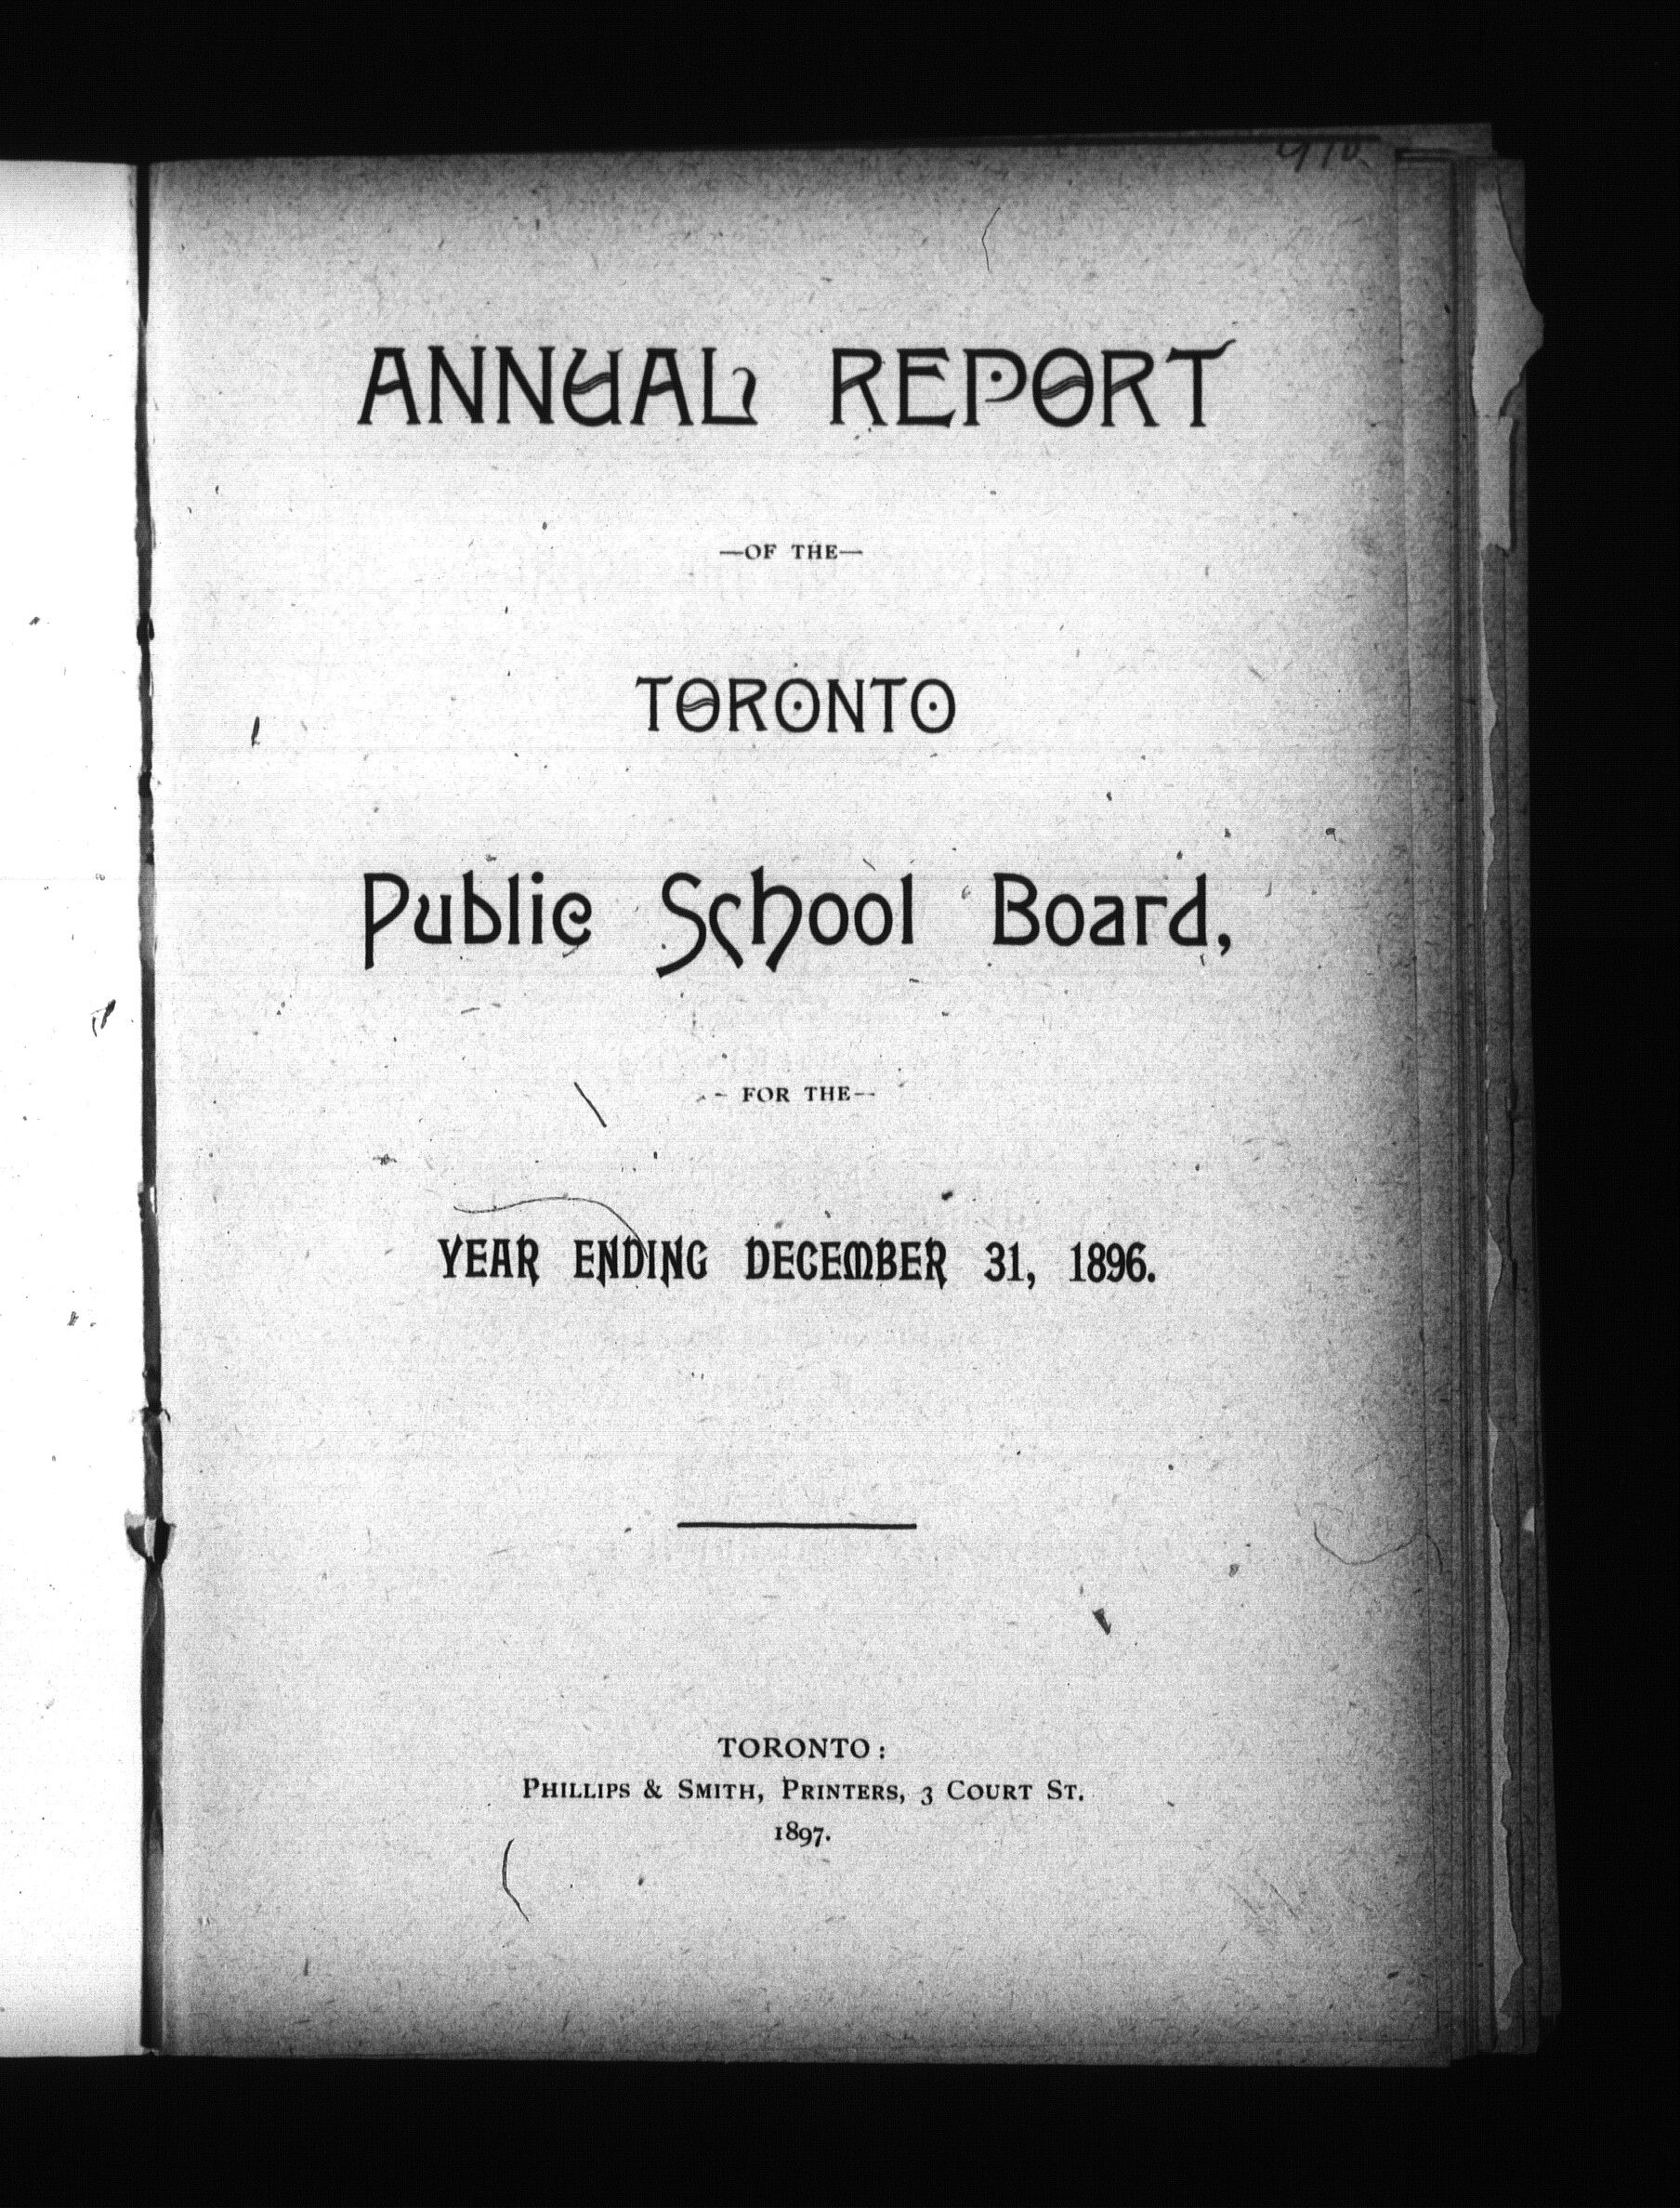 ANNUAL REPORT
—OF THE—
TORONTO
Public School Board,
- FOR THE--
YEAR ENDING DECEMBER 31, 1896.
TORONTO:
PHILLIPS & SMITH, PRINTERS, 3 COURT ST.
1897.